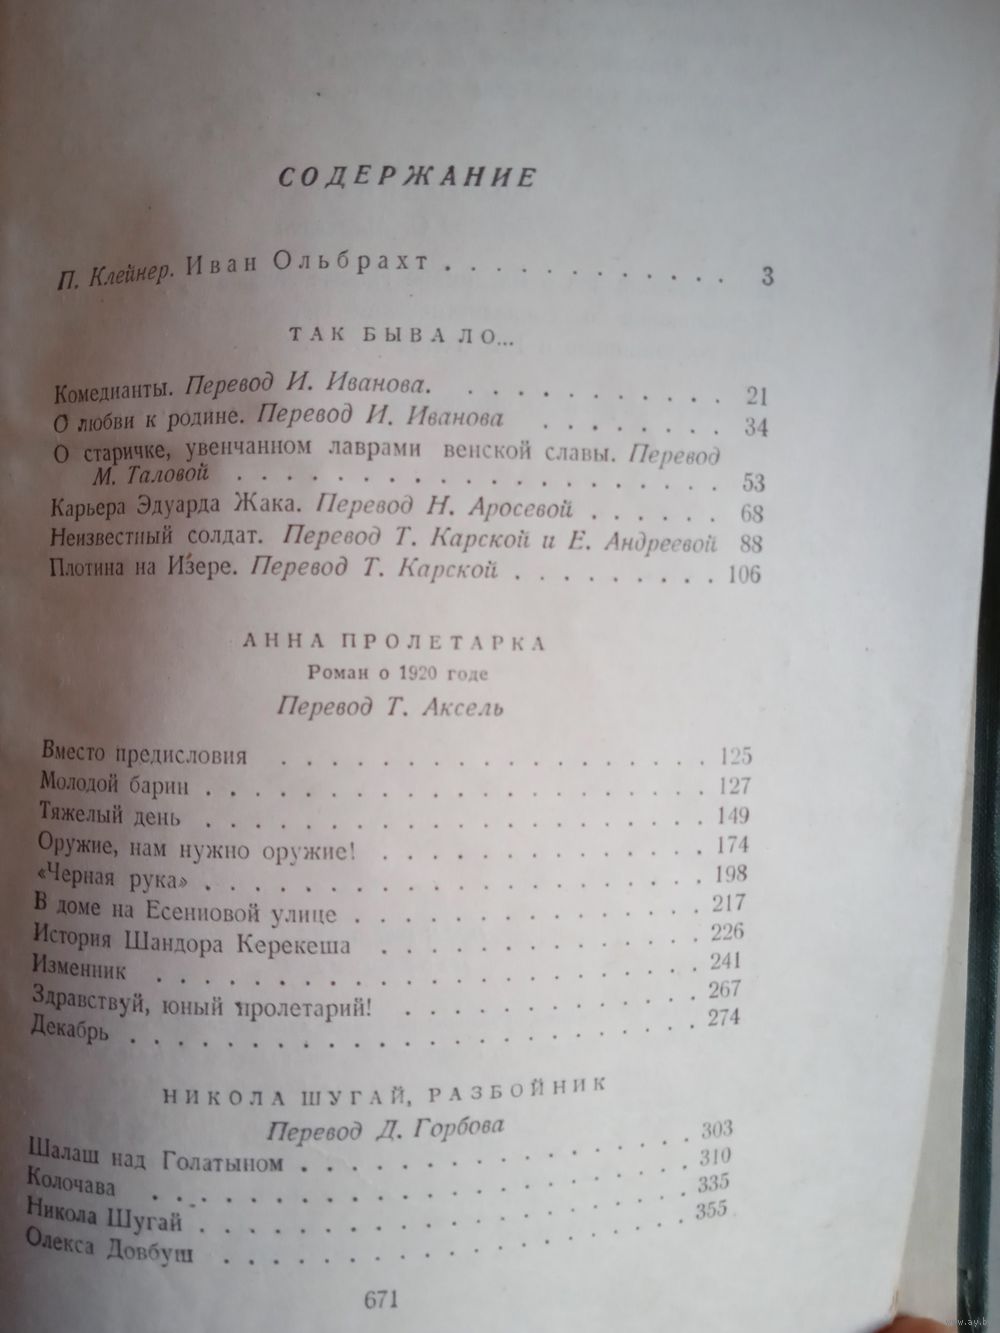 СОДЕРЖАНИЕ
П. Клейнер. Иван Ольбрахт . . . . . . . . . . . . 3
ТАК БЫВАЛО...
Комедианты. Перевод И. Иванова. . . . . . . . . . . 21
О любви к родине. Перевод И. Иванова . . . . . . . . 34
О старичке, увенчанном лаврами венской славы. Перевод
М. Таловой . . . . . . . . . . . . . . . . . . 53
Карьера Эдуарда Жака. Перевод Н. Аросевой . . . . . . 68
Неизвестный солдат. Перевод Т. Карской и Е. Андреевой 88
Плотина на Изере. Перевод Т. Карской . . . . . . . . . 106
АННА ПРОЛЕТАРКА
Роман о 1920 годе
Перевод Т. Аксель
Вместо предисловия . . . . . . . . . . . . . . . . . 125
Молодой барин . . . . . . . . . . . . . . . . . . . . 127
Тяжелый день . . . . . . . . . . . . . . . . . . . . 149
Оружие, нам нужно оружие! . . . . . . . . . . . . . 174
«Черная рука» . . . . . . . . . . . . . . . . . . . . 198
В доме на Есениовой улице . . . . . . . . . . . . . . 217
История Шандора Керекеша . . . . . . . . . . . . . 226
Изменник . . . . . . . . . . . . . . . . . . . . . . 241
Здравствуй, юный пролетарий! . . . . . . . . . . . . 267
Декабрь . . . . . . . . . . . . . . . . . . . . . . . 274
НИКОЛА ШУГАЙ, РАЗБОЙНИК
Перевод Д. Горбова
Шалаш над Голатыном . . . . . . . . . . . . . . . . 303
Колочава . . . . . . . . . . . . . . . . . . . . . . 310
Никола Шугай . . . . . . . . . . . . . . . . . . . . 335
Олекса Довбуш . . . . . . . . . . . . . . . . . . . 355
671